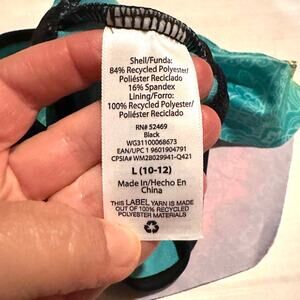 Shell/Funda:
84% Recycled Polyester/
Poliéster Reciclado
16% Spandex
Lining/Forro:
100% Recycled Polyester/
Poliéster Reciclado
RN# 52469
Black
WG31100068673
EAN/UPC 1 9601904791
CPSIA# WM28029941-Q421
L (10-12)
Made In/Hecho En
China
THIS LABEL YARN IS MADE
OUT OF 100% RECYCLED
POLYESTER MATERIALS